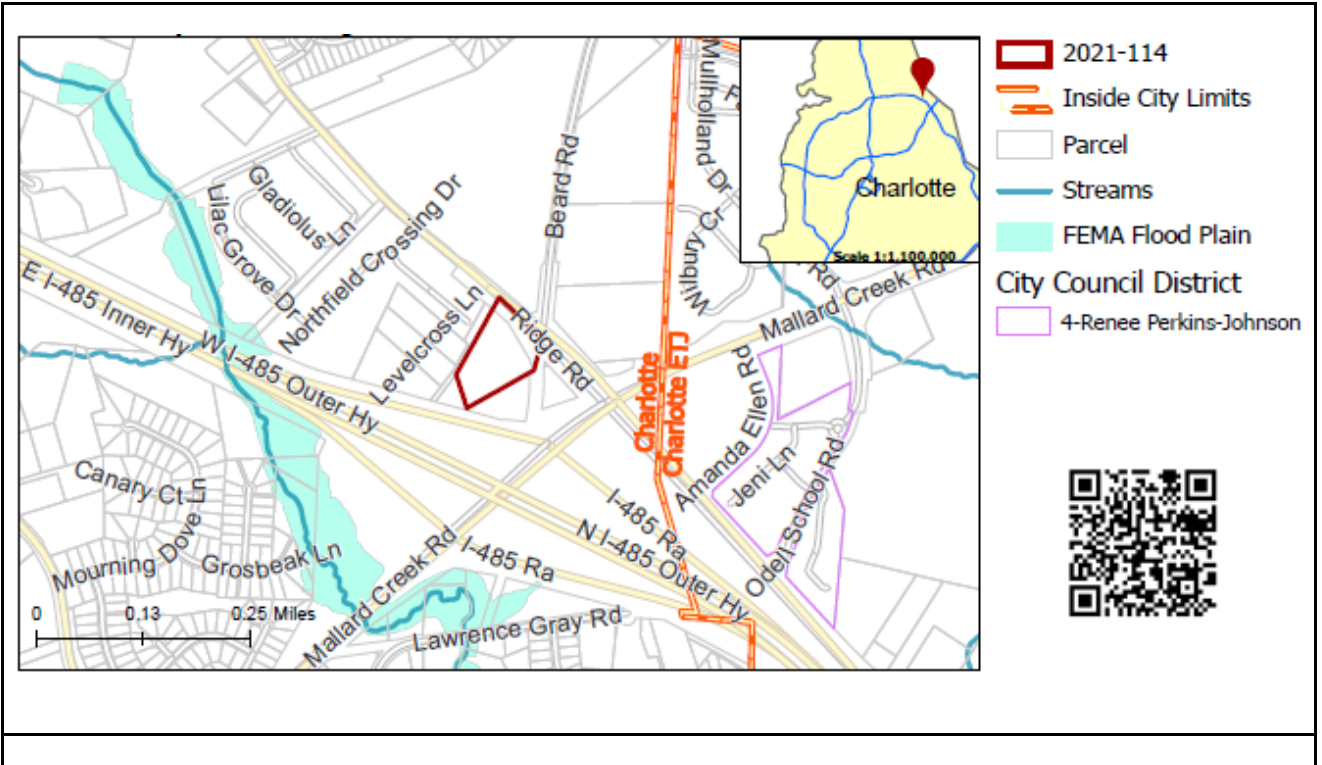 2021-114
Inside City Limits
Parcel
Streams
FEMA Flood Plain
City Council District
4-Renee Perkins-Johnson
Charlotte
Scale 1:1,100,000
Mullholland Dr
Beard Rd
Gladiolus Ln
Lilac Grove Dr
Northfield Crossing Dr
Wilbury Cr
Rd
Mallard Creek Rd
E I-485 Inner Hy
W I-485 Outer Hy
Levelcross Ln
Ridge Rd
Charlotte
Charlotte ETJ
Amanda Ellen Rd
Jeni Ln
Odell School Rd
Canary Ct
Mourning Dove Ln
Grosbeak Ln
I-485 Ra
N I-485 Outer Hy
I-485 Ra
Mallard Creek Rd
Lawrence Gray Rd
0 0.13 0.25 Miles